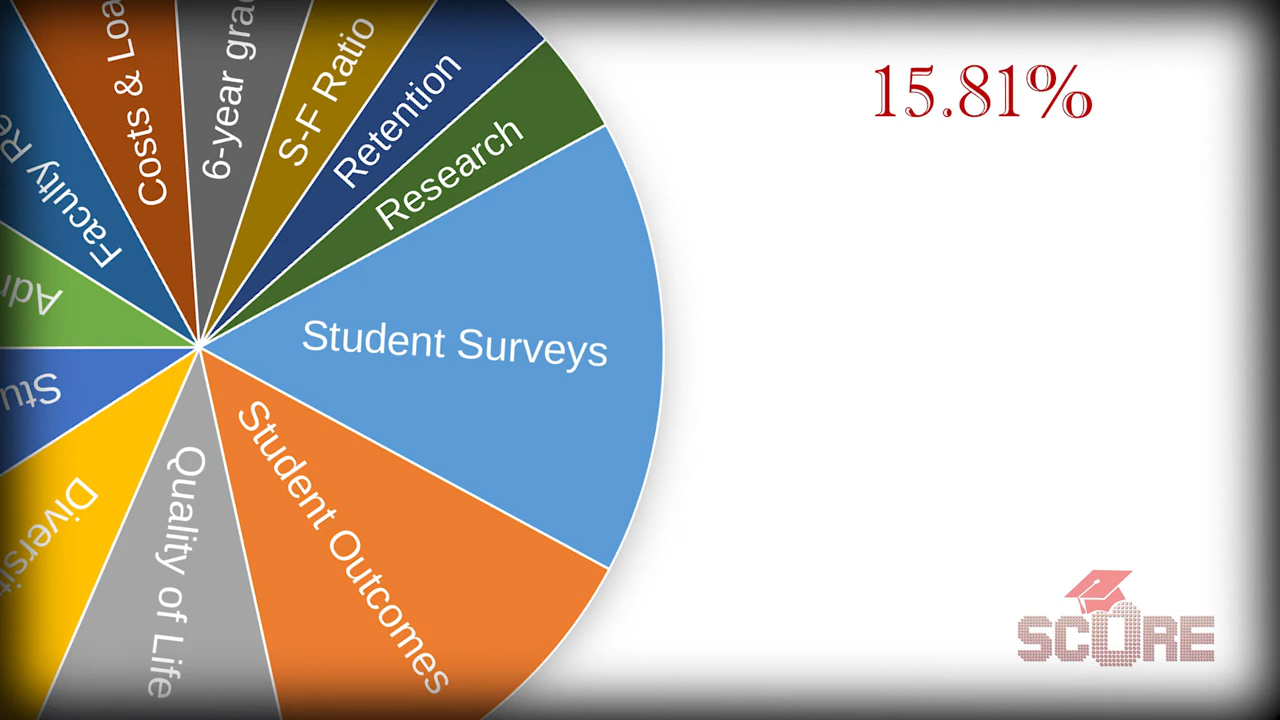 15.81%
Costs & Loa
6-year grad
S-F Ratio
Retention
Research
Faculty Re
Adr
Student Surveys
Stu
Student Outcomes
Diversit
Quality of Life
SCORE